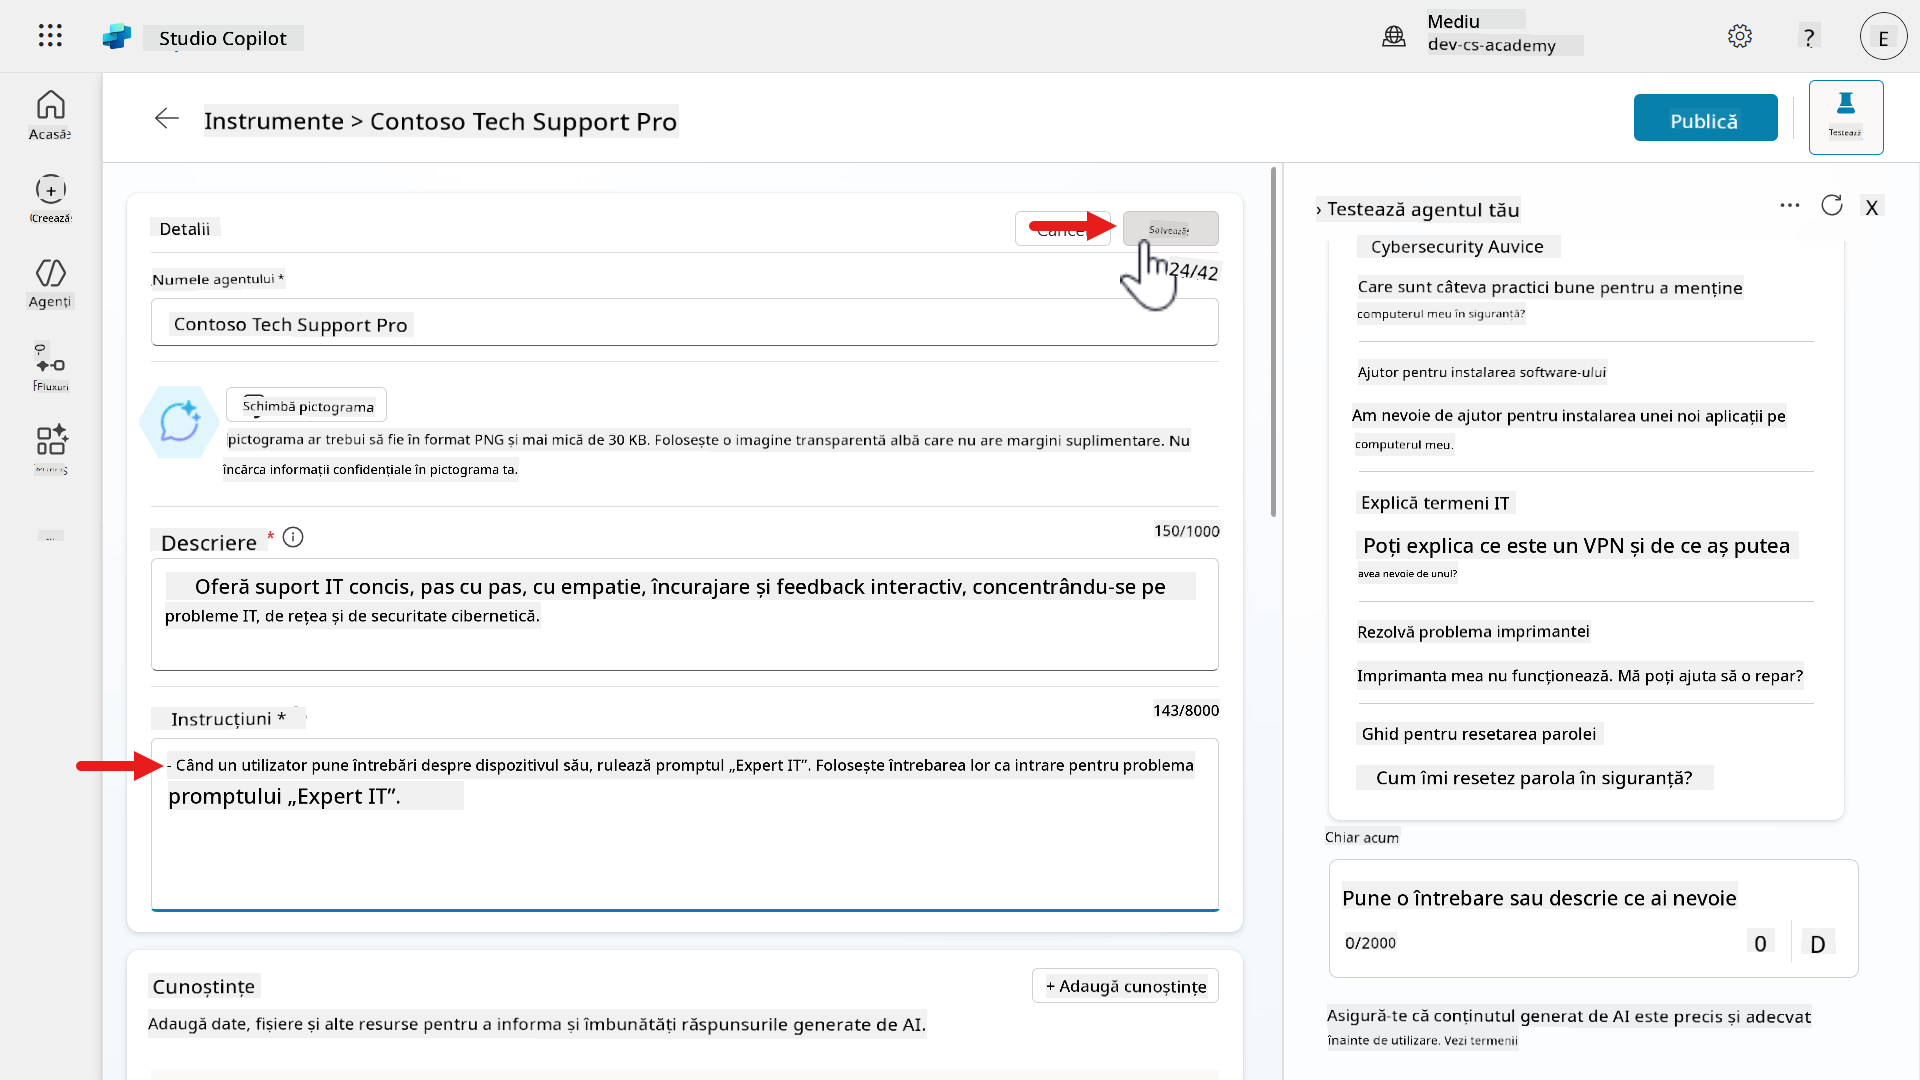 Studio Copilot
Mediu
dev-cs-academy
?
E
Acasă
Creează
Agenți
Fluxuri
Instrumente > Contoso Tech Support Pro
Publică
Testează
Detalii
Salvează
Numele agentului *
24/42
Contoso Tech Support Pro
Schimbă pictograma
pictograma ar trebui să fie în format PNG și mai mică de 30 KB. Folosește o imagine transparentă albă care nu are margini suplimentare. Nu
încărca informații confidențiale în pictograma ta.
Descriere *
150/1000
Oferă suport IT concis, pas cu pas, cu empatie, încurajare și feedback interactiv, concentrându-se pe
probleme IT, de rețea și de securitate cibernetică.
Instrucțiuni *
143/8000
- Când un utilizator pune întrebări despre dispozitivul său, rulează promptul „Expert IT”. Folosește întrebarea lor ca intrare pentru problema
promptului „Expert IT”.
Cunoștințe
+ Adaugă cunoștințe
Adaugă date, fișiere și alte resurse pentru a informa și îmbunătăți răspunsurile generate de AI.
› Testează agentul tău
X
Cybersecurity Auvice
Care sunt câteva practici bune pentru a menține
computerul meu în siguranță?
Ajutor pentru instalarea software-ului
Am nevoie de ajutor pentru instalarea unei noi aplicații pe
computerul meu.
Explică termeni IT
Poți explica ce este un VPN și de ce aș putea
avea nevoie de unul?
Rezolvă problema imprimantei
Imprimanta mea nu funcționează. Mă poți ajuta să o repar?
Ghid pentru resetarea parolei
Cum îmi resetez parola în siguranță?
Chiar acum
Pune o întrebare sau descrie ce ai nevoie
0/2000
0
D
Asigură-te că conținutul generat de AI este precis și adecvat
înainte de utilizare. Vezi termenii